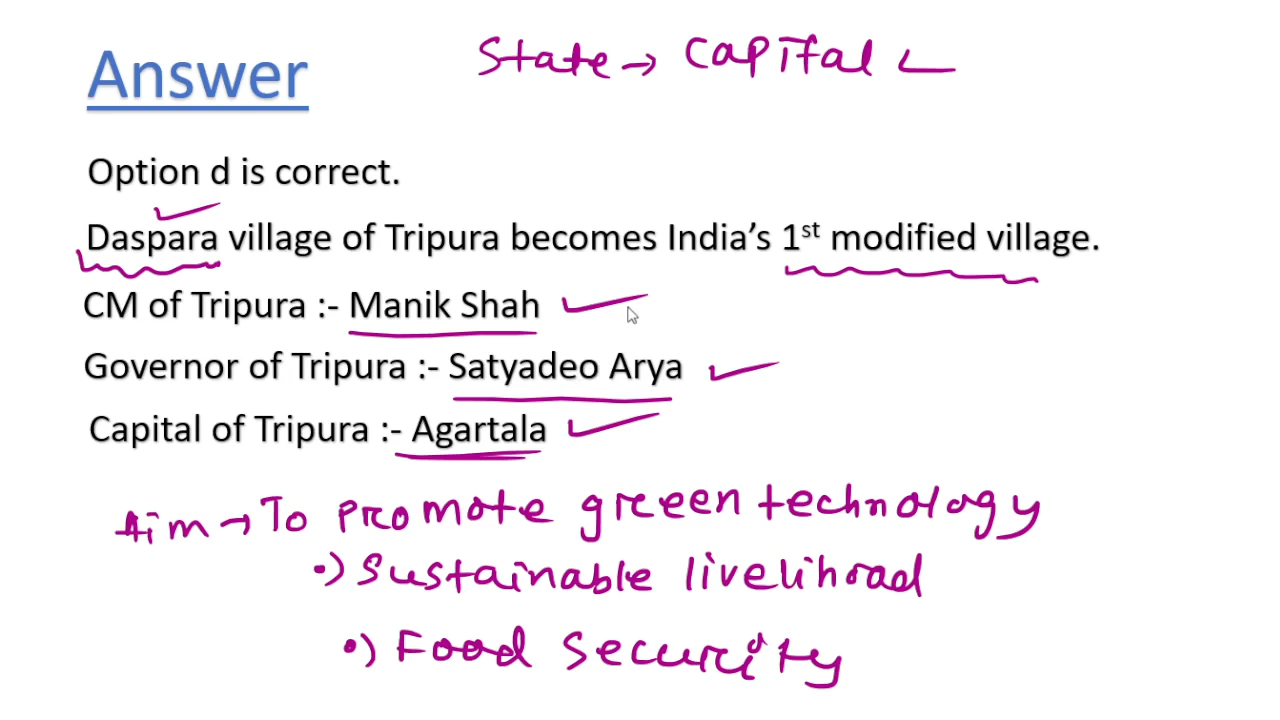 State → Capital
Answer
Option d is correct.
Daspara village of Tripura becomes India's 1st modified village.
CM of Tripura :- Manik Shah
Governor of Tripura :- Satyadeo Arya
Capital of Tripura :- Agartala
Aim → To promote green technology
•) Sustainable livelihood
•) Food Security